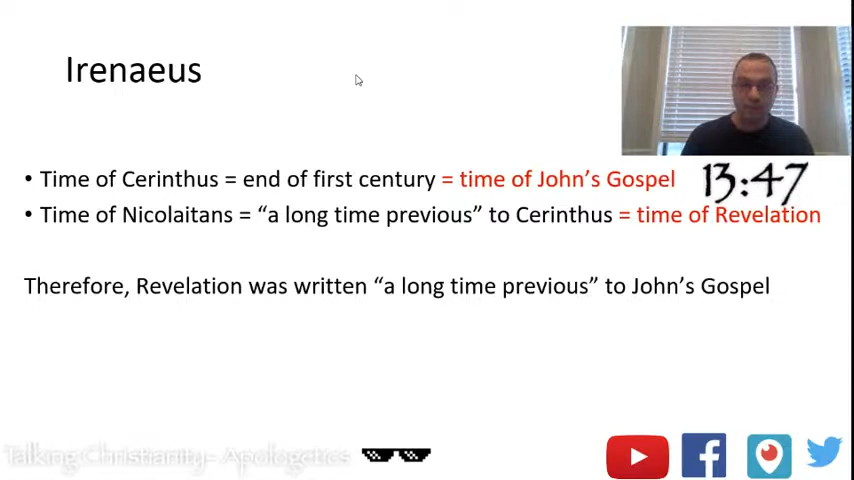 Irenaeus
• Time of Cerinthus = end of first century = time of John's Gospel
13:47
• Time of Nicolaitans = “a long time previous” to Cerinthus = time of Revelation
Therefore, Revelation was written “a long time previous” to John's Gospel
Talking Christianity- Apologetics